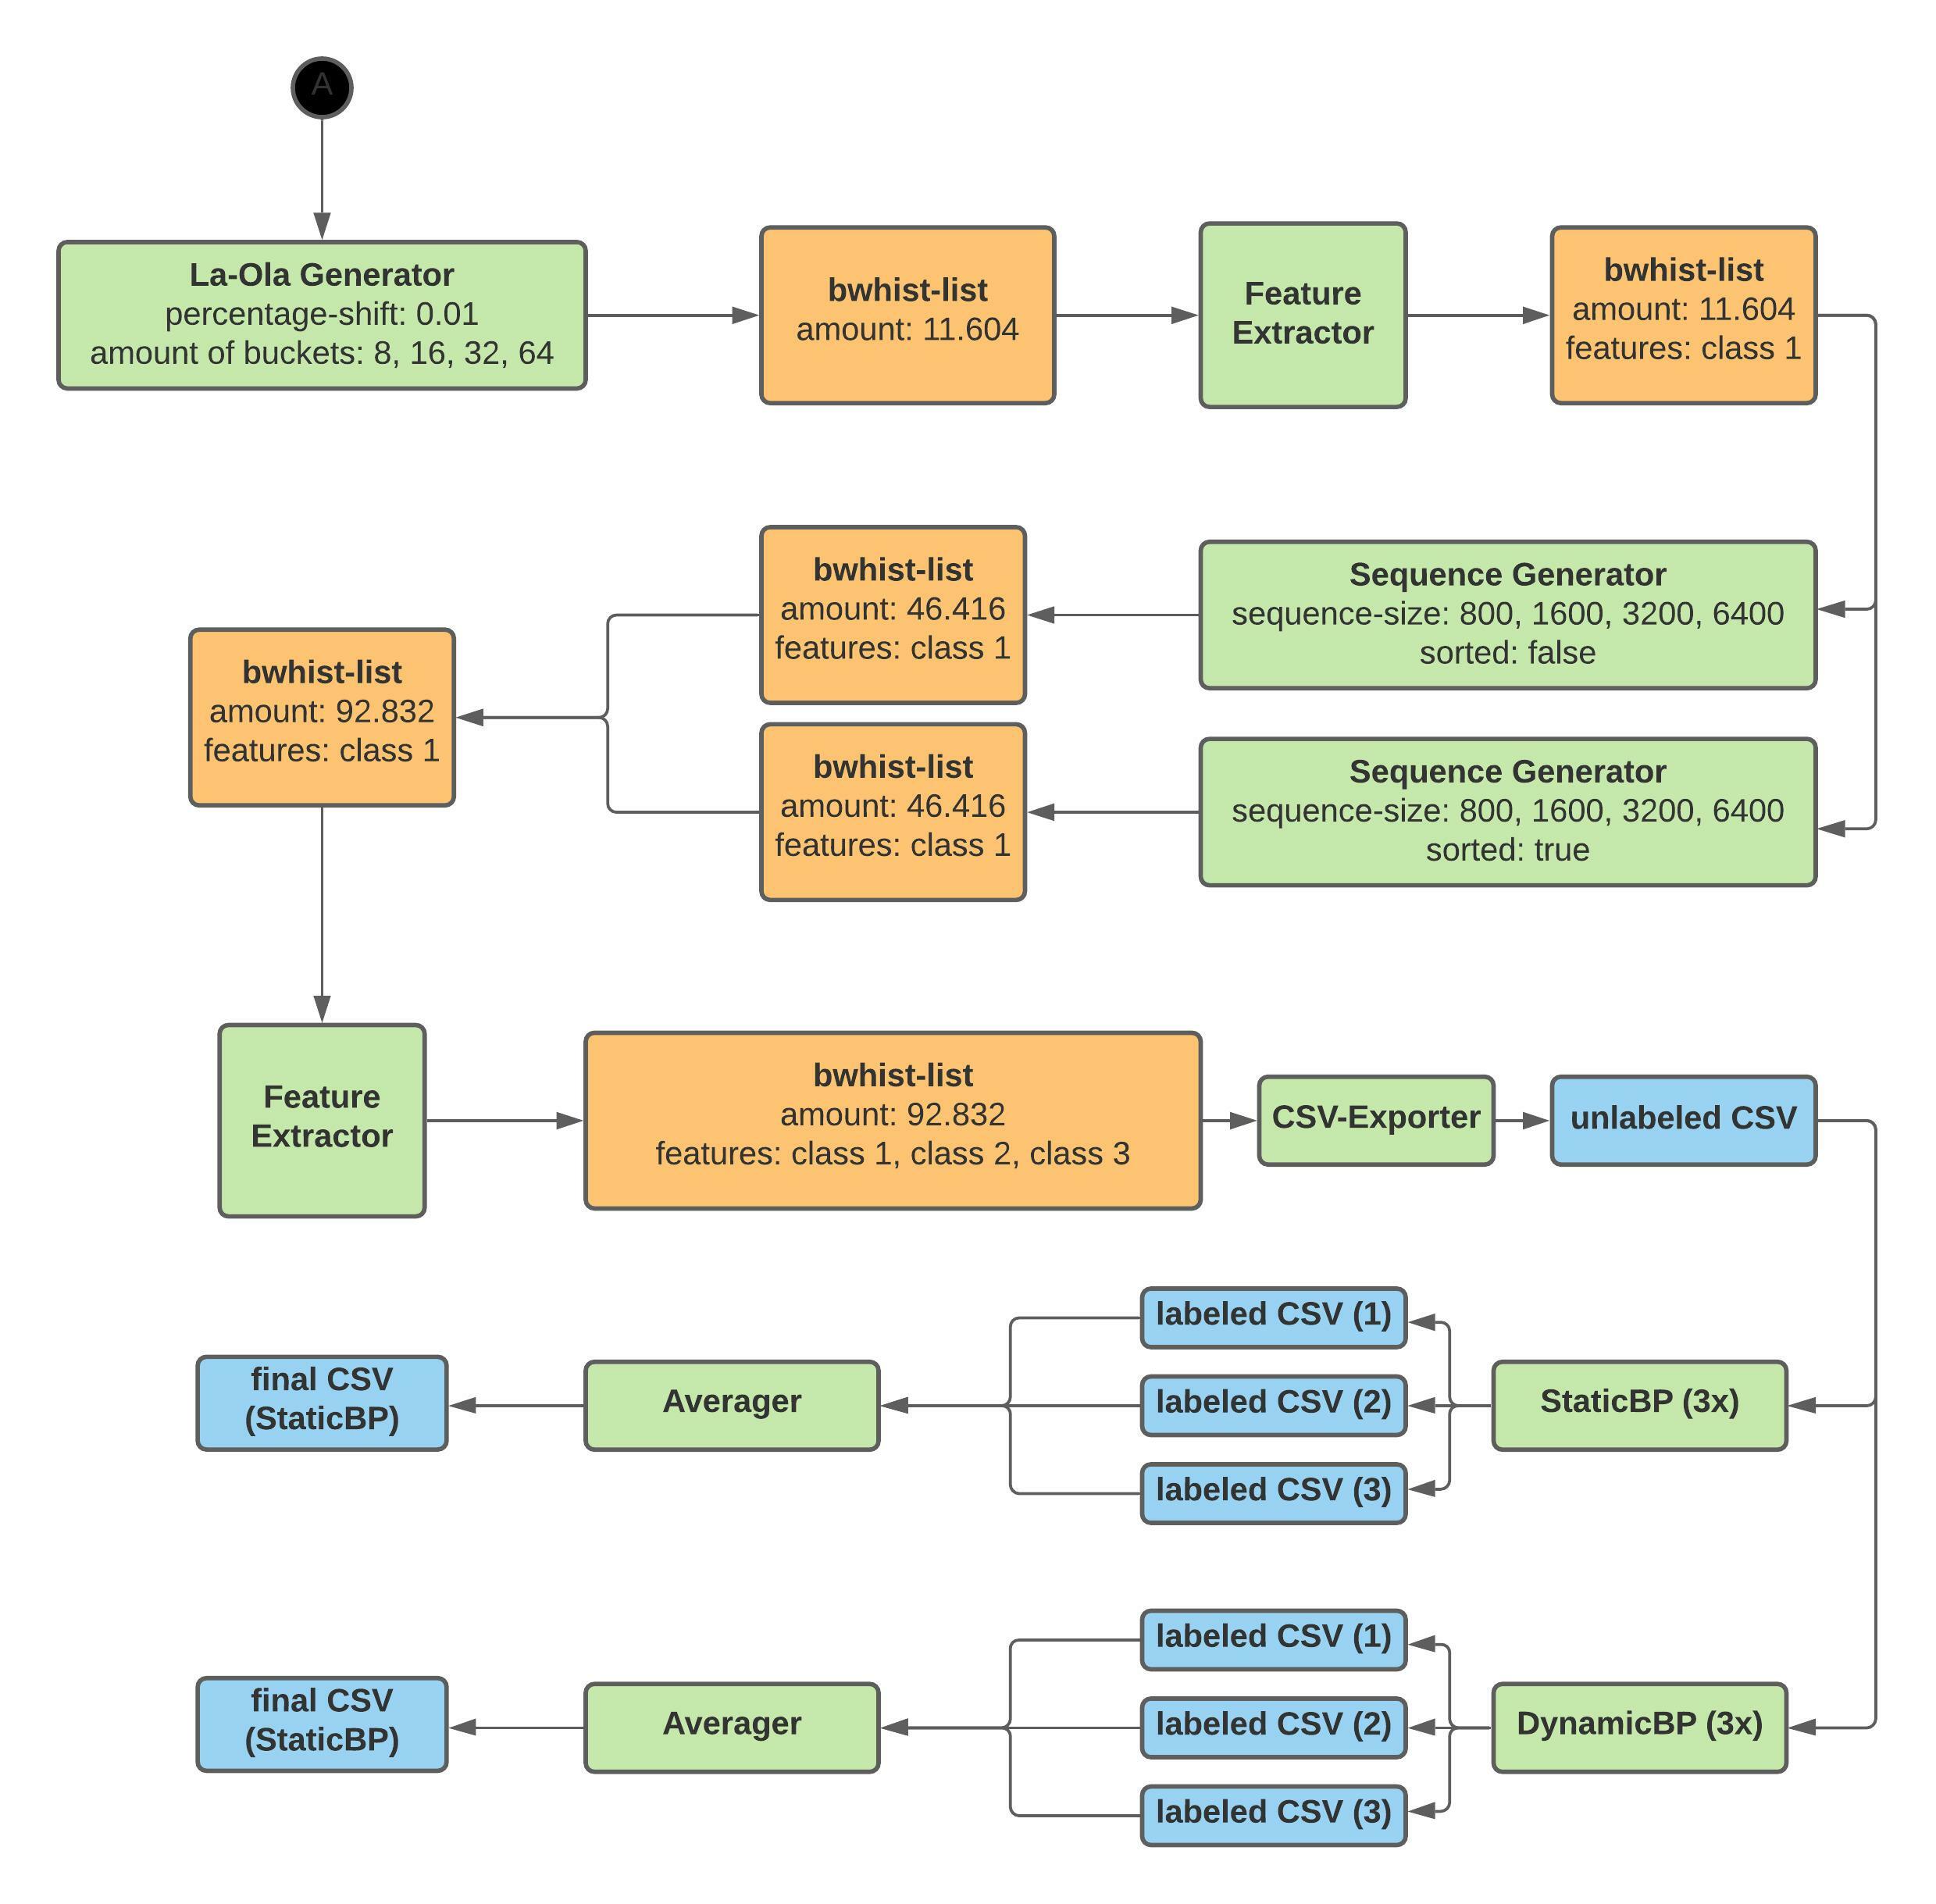 A
La-Ola Generator
percentage-shift: 0.01
amount of buckets: 8, 16, 32, 64
bwhist-list
amount: 11.604
Feature
Extractor
bwhist-list
amount: 11.604
features: class 1
Sequence Generator
sequence-size: 800, 1600, 3200, 6400
sorted: false
bwhist-list
amount: 46.416
features: class 1
Sequence Generator
sequence-size: 800, 1600, 3200, 6400
sorted: true
bwhist-list
amount: 46.416
features: class 1
bwhist-list
amount: 92.832
features: class 1
Feature
Extractor
bwhist-list
amount: 92.832
features: class 1, class 2, class 3
CSV-Exporter
unlabeled CSV
StaticBP (3x)
labeled CSV (1)
labeled CSV (2)
labeled CSV (3)
Averager
final CSV
(StaticBP)
DynamicBP (3x)
labeled CSV (1)
labeled CSV (2)
labeled CSV (3)
Averager
final CSV
(StaticBP)